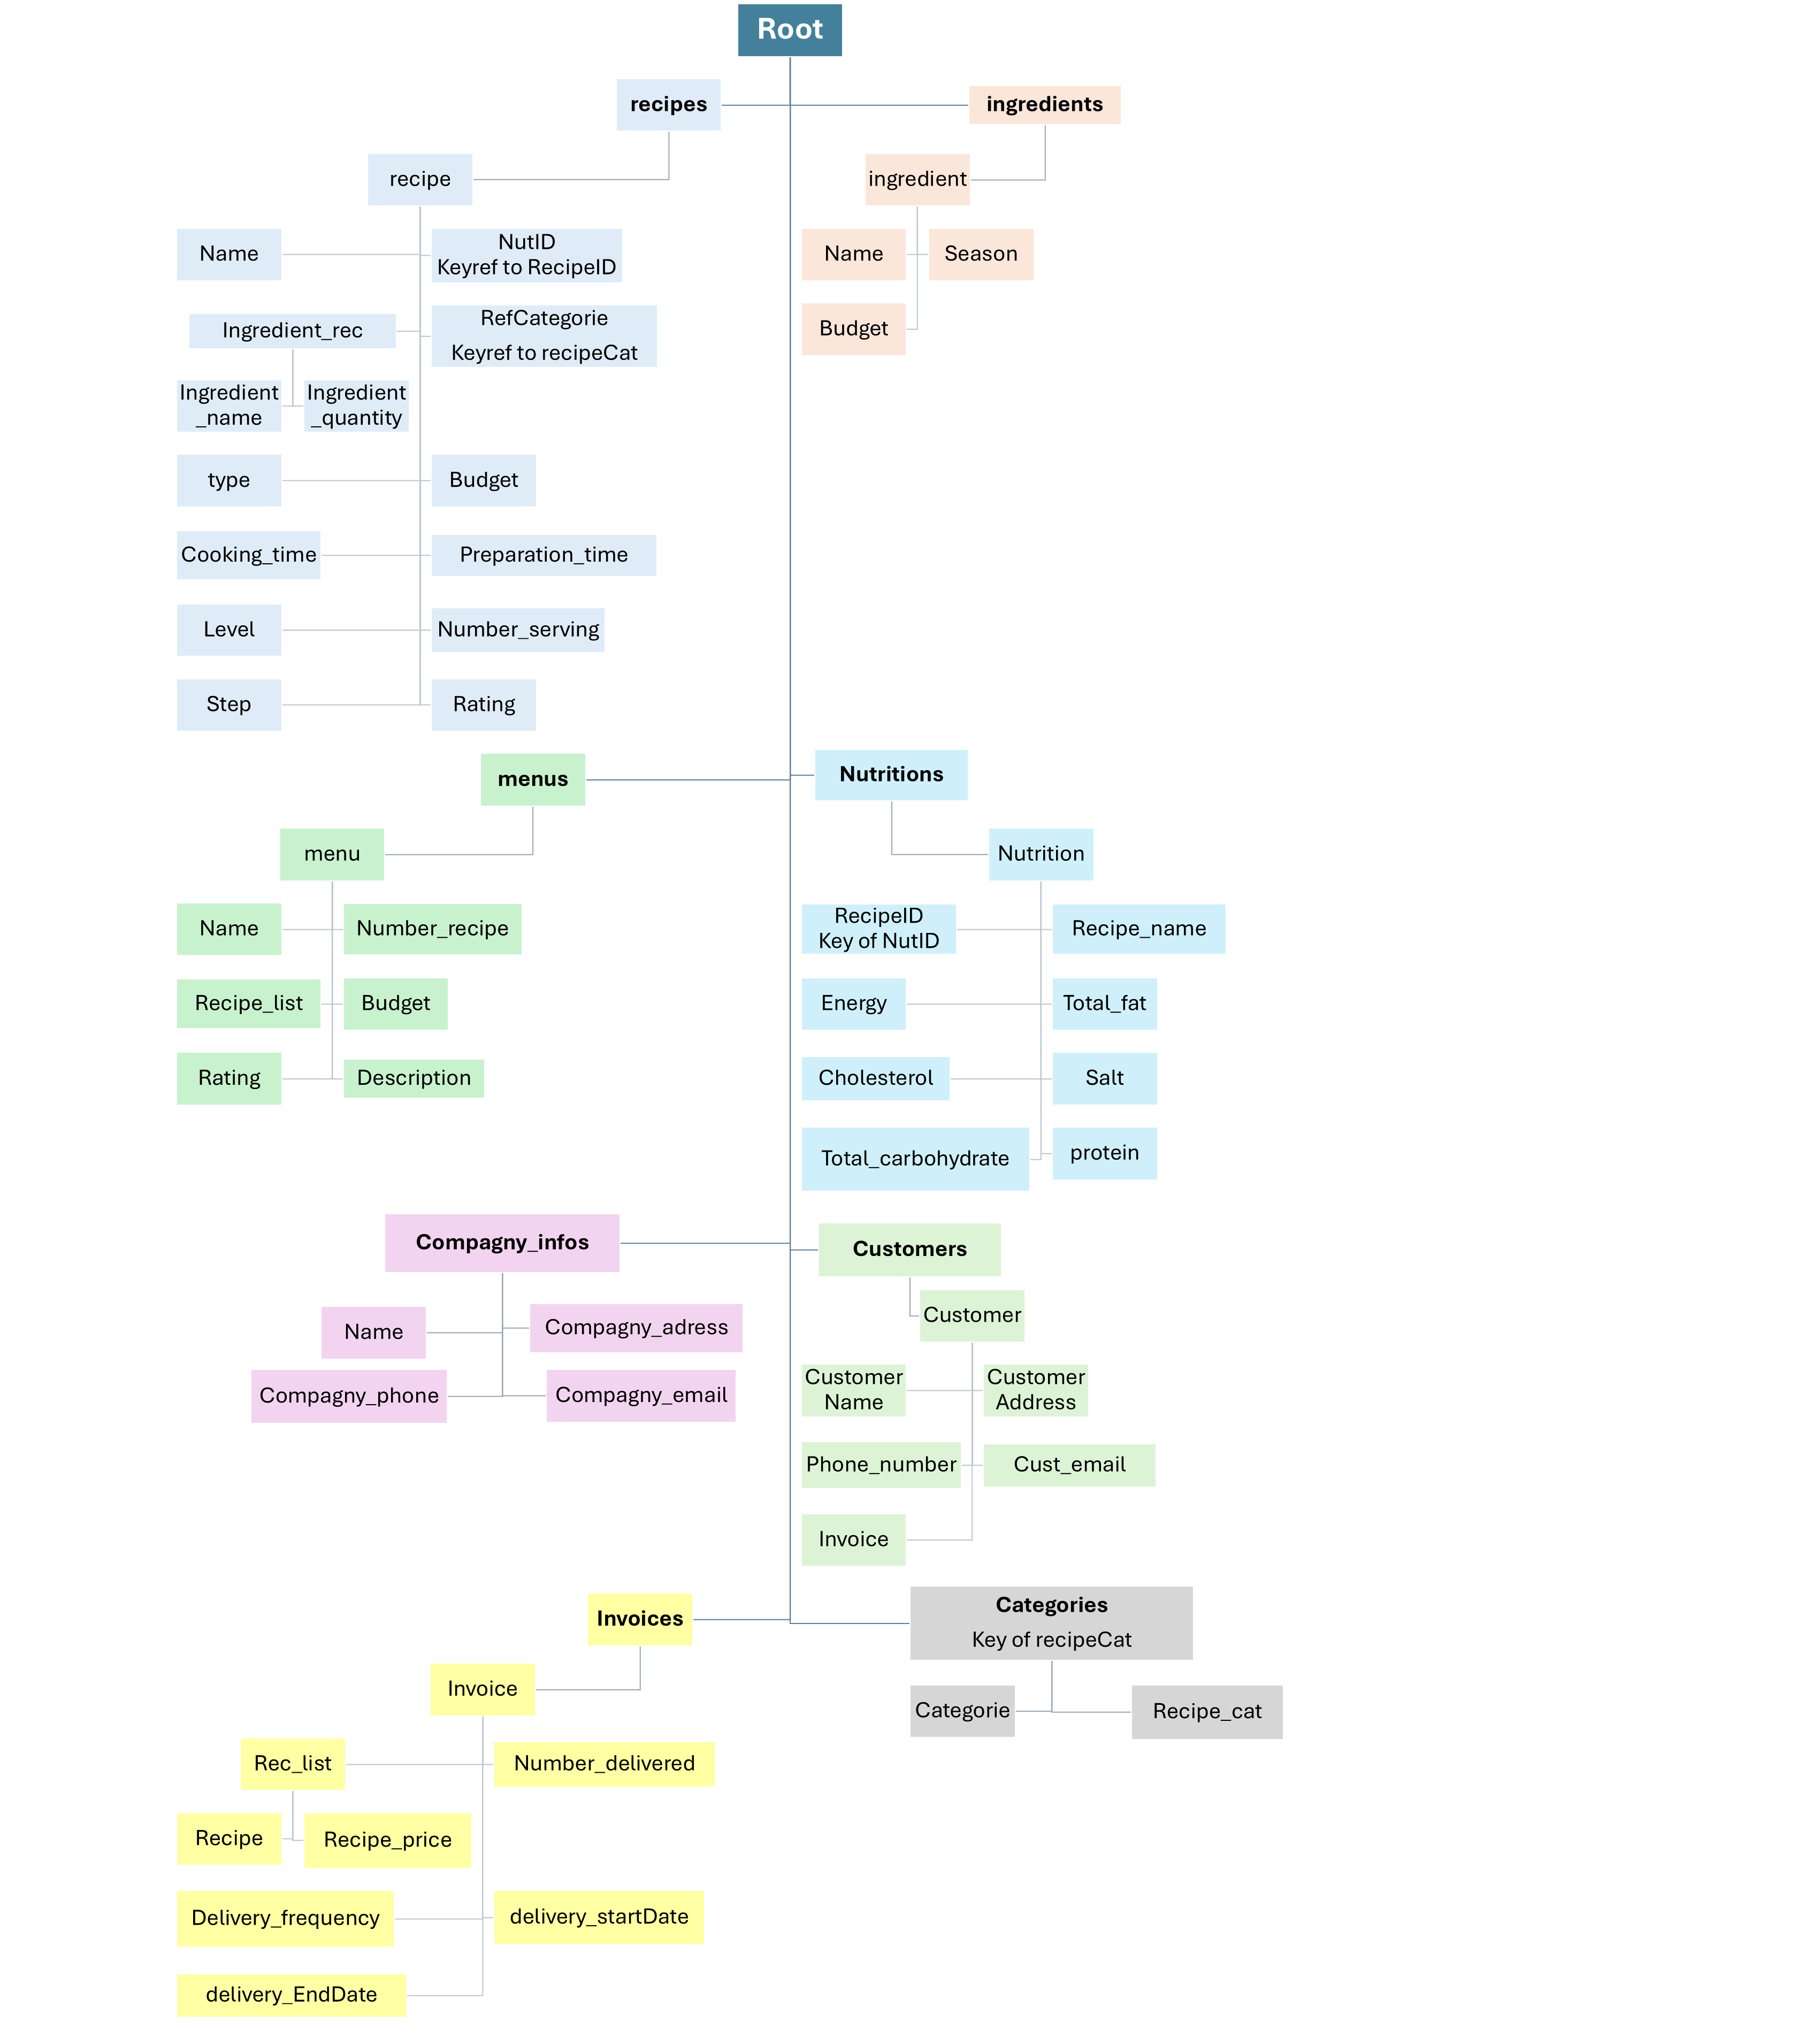 Root
recipes
ingredients
recipe
ingredient
Name
NutID
Keyref to RecipeID
Name
Season
Ingredient_rec
RefCategorie
Keyref to recipeCat
Budget
Ingredient
_name
Ingredient
_quantity
type
Budget
Cooking_time
Preparation_time
Level
Number_serving
Step
Rating
menus
Nutritions
menu
Nutrition
Name
Number_recipe
RecipeID
Key of NutID
Recipe_name
Recipe_list
Budget
Energy
Total_fat
Rating
Description
Cholesterol
Salt
Total_carbohydrate
protein
Compagny_infos
Customers
Customer
Name
Compagny_adress
Compagny_phone
Compagny_email
Customer
Name
Customer
Address
Phone_number
Cust_email
Invoice
Invoices
Categories
Key of recipeCat
Invoice
Categorie
Recipe_cat
Rec_list
Number_delivered
Recipe
Recipe_price
Delivery_frequency
delivery_startDate
delivery_EndDate